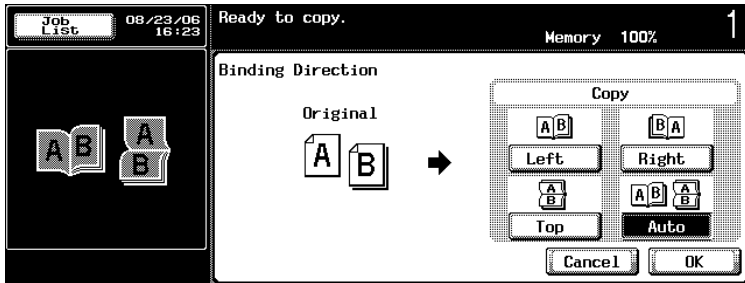 Job List
08/23/06
16:23
Ready to copy.
Memory 100%
1
Binding Direction
Original
A B
A
B
A B
Copy
A B
B A
Left
Right
A
B
A B
A
B
Top
Auto
Cancel
OK